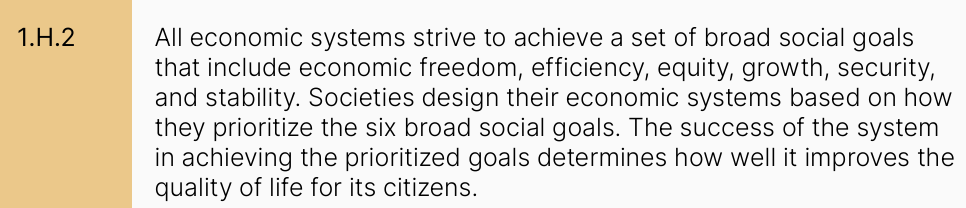 1.H.2
All economic systems strive to achieve a set of broad social goals
that include economic freedom, efficiency, equity, growth, security,
and stability. Societies design their economic systems based on how
they prioritize the six broad social goals. The success of the system
in achieving the prioritized goals determines how well it improves the
quality of life for its citizens.